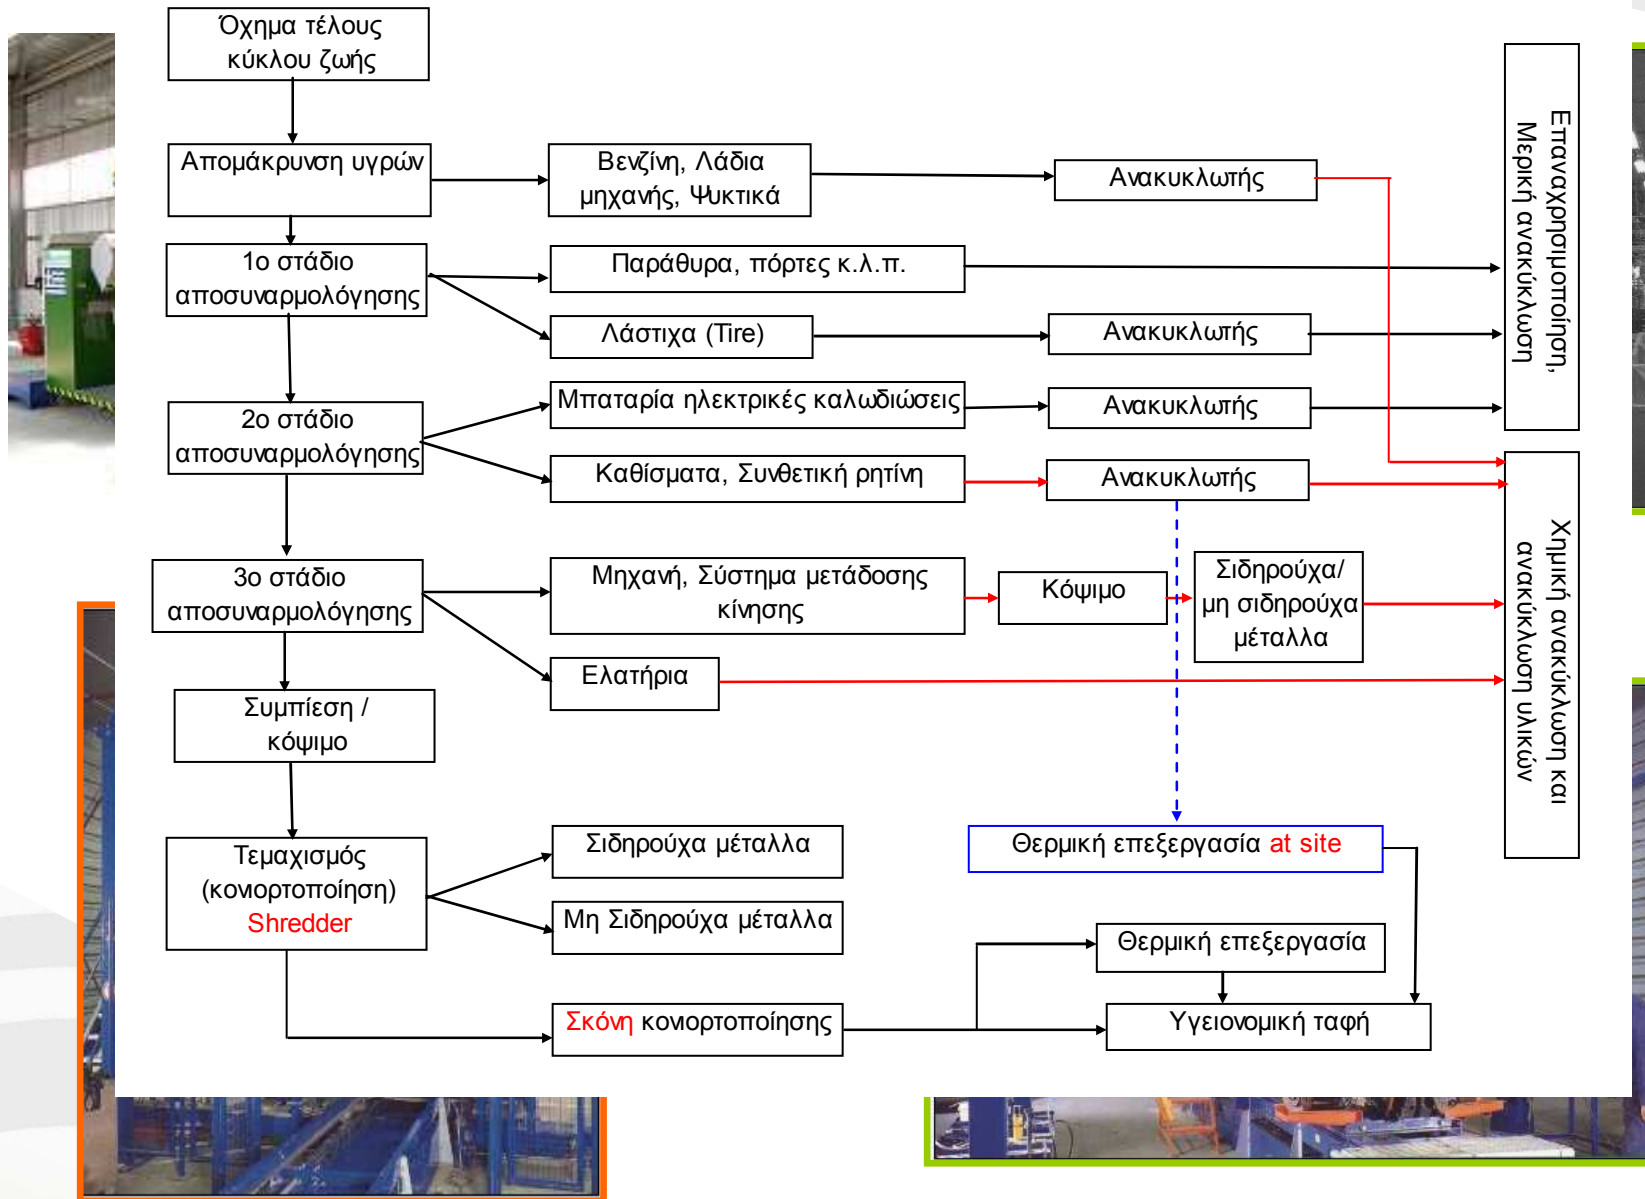 Όχημα τέλους
κύκλου ζωής
Απομάκρυνση υγρών
Βενζίνη, Λάδια
μηχανής, Ψυκτικά
Ανακυκλωτής
1ο στάδιο
αποσυναρμολόγησης
Παράθυρα, πόρτες κ.λ.π.
Λάστιχα (Tire)
Ανακυκλωτής
Επαναχρησιμοποίηση,
Μερική ανακύκλωση
2ο στάδιο
αποσυναρμολόγησης
Μπαταρία ηλεκτρικές καλωδιώσεις
Ανακυκλωτής
Καθίσματα, Συνθετική ρητίνη
Ανακυκλωτής
3ο στάδιο
αποσυναρμολόγησης
Μηχανή, Σύστημα μετάδοσης
κίνησης
Κόψιμο
Σιδηρούχα/
μη σιδηρούχα
μέταλλα
Ελατήρια
Χημική ανακύκλωση και
ανακύκλωση υλικών
Συμπίεση /
κόψιμο
Τεμαχισμός
(κονιορτοποίηση)
Shredder
Σιδηρούχα μέταλλα
Μη Σιδηρούχα μέταλλα
Θερμική επεξεργασία at site
Θερμική επεξεργασία
Σκόνη κονιορτοποίησης
Υγειονομική ταφή